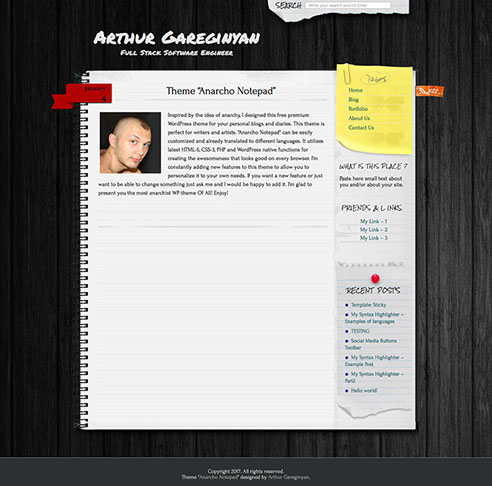 SEARCH Write your search and hit Enter
Arthur Gareginyan
Full Stack Software Engineer
January
4
Theme "Anarcho Notepad"
Inspired by the idea of anarchy, I designed this free premium
WordPress theme for your personal blogs and diaries. This theme is
perfect for writers and artists. "Anarcho Notepad" can be easily
customized and already translated to different languages. It utilizes
latest HTML-5, CSS-3, PHP and WordPress native functions for
creating the awesomeness that looks good on every browser. I'm
constantly adding new features to this theme to allow you to
personalize it to your own needs. If you want a new feature or just
want to be able to change something just ask me and I would be happy to add it. I'm glad to
present you the most anarchist WP-theme Of All! Enjoy!
PAGES
Home
Blog
Portfolio
About Us
Contact Us
WHAT IS THIS PLACE ?
Paste here small text about
you and/or about your site.
FRIENDS & LINKS
My Link – 1
My Link – 2
My Link – 3
RECENT POSTS
Template: Sticky
My Syntax Highlighter –
Examples of languages
TESTING
Social Media Buttons
Toolbar
My Syntax Highlighter –
Example Post
My Syntax Highlighter –
Part2
Hello world!
Copyright 2017. All rights reserved.
Theme "Anarcho Notepad" designed by Arthur Gareginyan.